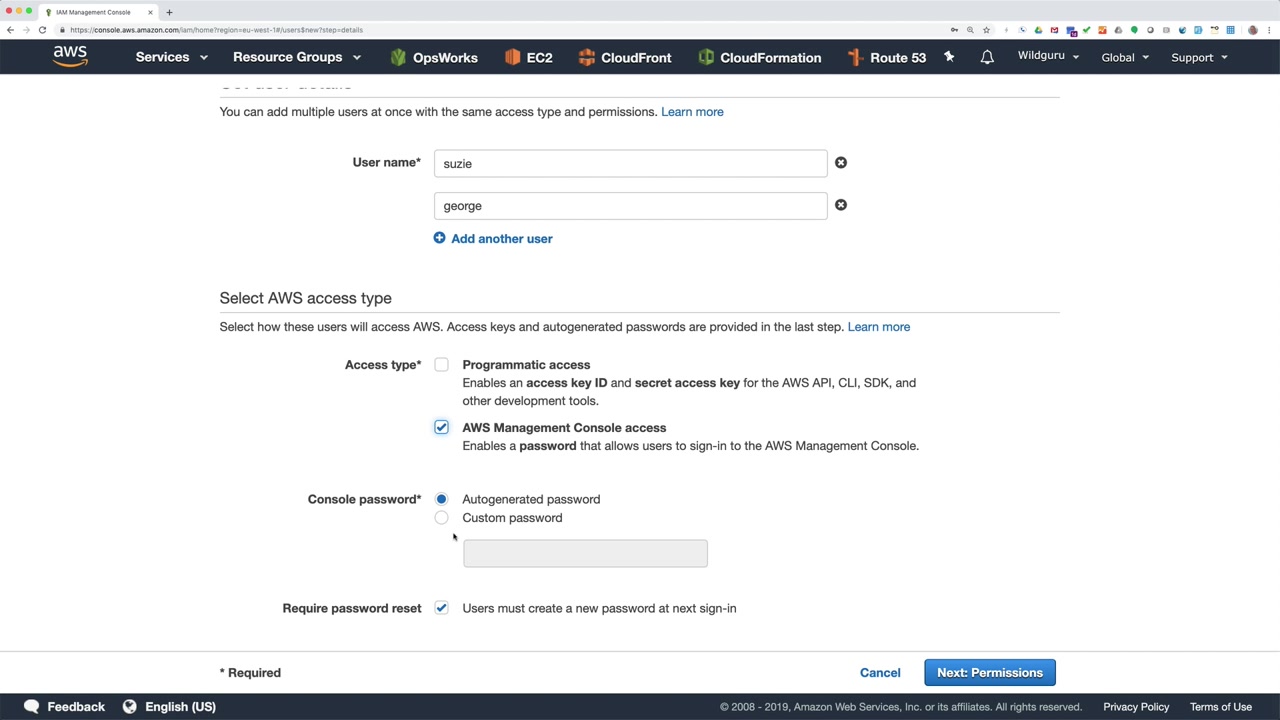 IAM Management Console
https://console.aws.amazon.com/iam/home?region=eu-west-1#/users$new?step=details
aws
Services
Resource Groups
OpsWorks
EC2
CloudFront
CloudFormation
Route 53
Wildguru
Global
Support
You can add multiple users at once with the same access type and permissions. Learn more
User name*
suzie
george
Add another user
Select AWS access type
Select how these users will access AWS. Access keys and autogenerated passwords are provided in the last step. Learn more
Access type*
Programmatic access
Enables an access key ID and secret access key for the AWS API, CLI, SDK, and
other development tools.
AWS Management Console access
Enables a password that allows users to sign-in to the AWS Management Console.
Console password*
Autogenerated password
Custom password
Require password reset
Users must create a new password at next sign-in
* Required
Cancel
Next: Permissions
Feedback
English (US)
© 2008 - 2019, Amazon Web Services, Inc. or its affiliates. All rights reserved.
Privacy Policy
Terms of Use